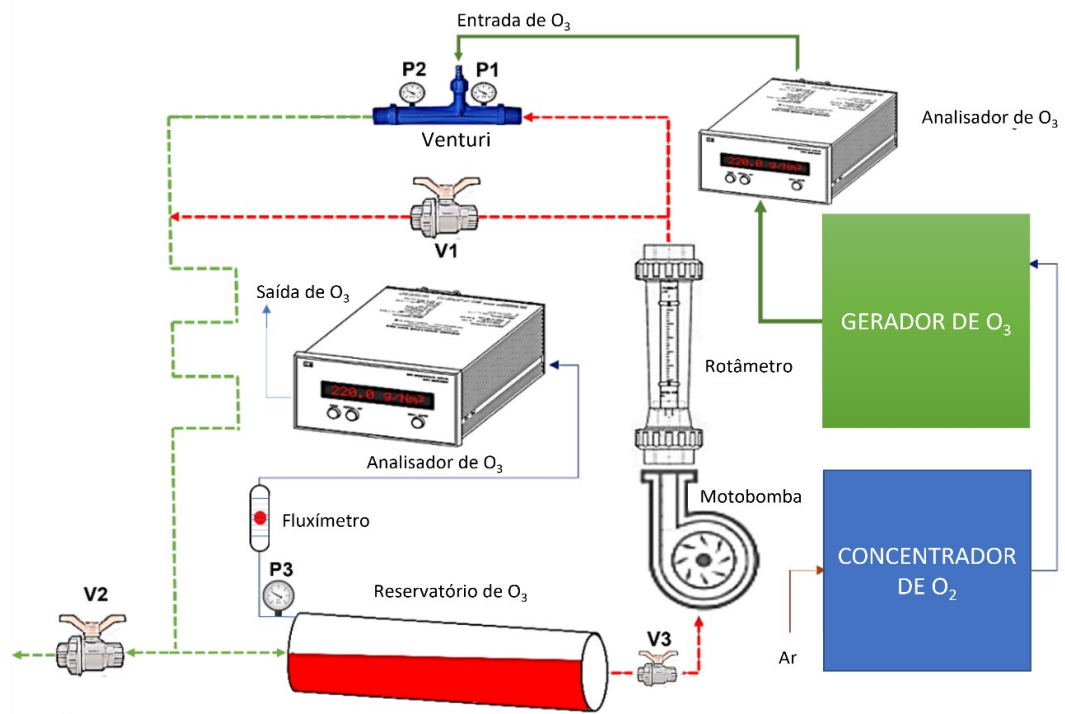 Entrada de O₃
P2
P1
Venturi
Analisador de O₃
220.0 g/Nm³
V1
GERADOR DE O₃
Saída de O₃
Rotâmetro
220.0 g/Nm³
Analisador de O₃
Motobomba
Fluxímetro
CONCENTRADOR
DE O₂
P3
Reservatório de O₃
V2
V3
Ar